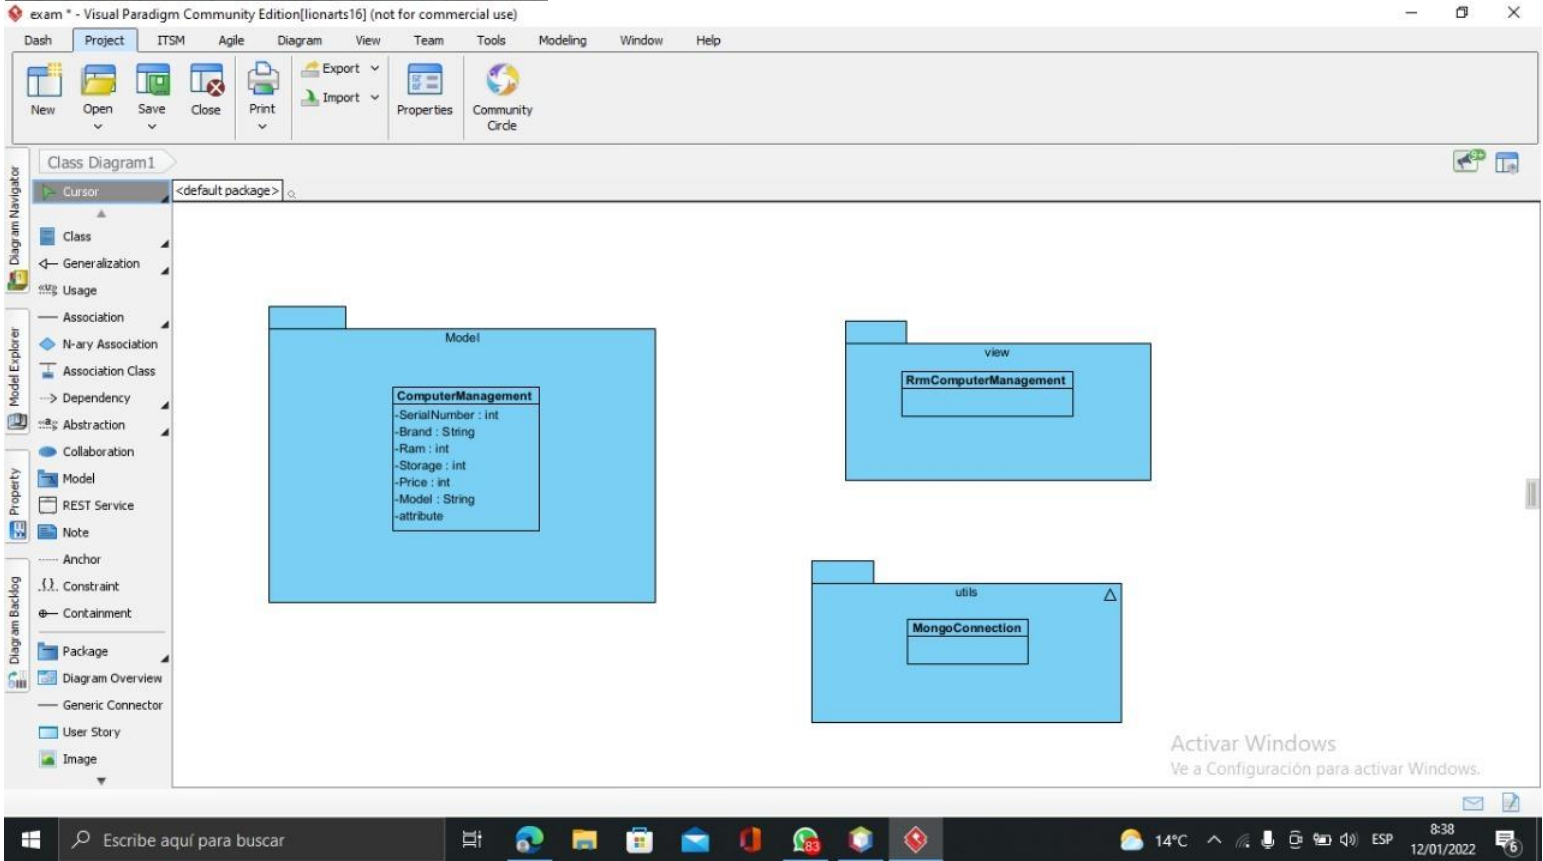 exam * - Visual Paradigm Community Edition[lionarts16] (not for commercial use)
Dash Project ITSM Agile Diagram View Team Tools Modeling Window Help
New Open Save Close Print Export Import Properties Community Circle
Class Diagram1
Diagram Navigator
Model Explorer
Property
Diagram Backlog
Cursor
Class
Generalization
Usage
Association
N-ary Association
Association Class
Dependency
Abstraction
Collaboration
Model
REST Service
Note
Anchor
Constraint
Containment
Package
Diagram Overview
Generic Connector
User Story
Image
<default package>
Model
ComputerManagement
-SerialNumber : int
-Brand : String
-Ram : int
-Storage : int
-Price : int
-Model : String
-attribute
view
RrmComputerManagement
utils
MongoConnection
Activar Windows
Ve a Configuración para activar Windows.
Escribe aquí para buscar
83
14°C
ESP
8:38
12/01/2022
6